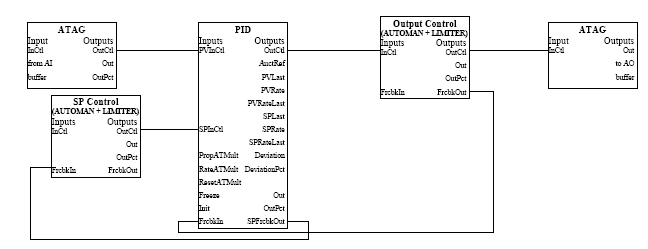 ATAG
Input Outputs
InCtl OutCtl
from AI Out
buffer OutPct
SP Control
(AUTOMAN + LIMITER)
Inputs Outputs
InCtl OutCtl
Out
OutPct
FrcbkIn FrcbkOut
PID
Inputs Outputs
PVInCtl OutCtl
AuctRef
PVLast
PVRate
PVRateLast
SPLast
SPInCtl SPRate
SPRateLast
PropATMult Deviation
RateATMult DeviationPct
ResetATMult
Freeze Out
Init OutPct
FrcbkIn SPFrcbkOut
Output Control
(AUTOMAN + LIMITER)
Inputs Outputs
InCtl OutCtl
Out
OutPct
FrcbkIn FrcbkOut
ATAG
Input Outputs
InCtl Out
to AO
buffer